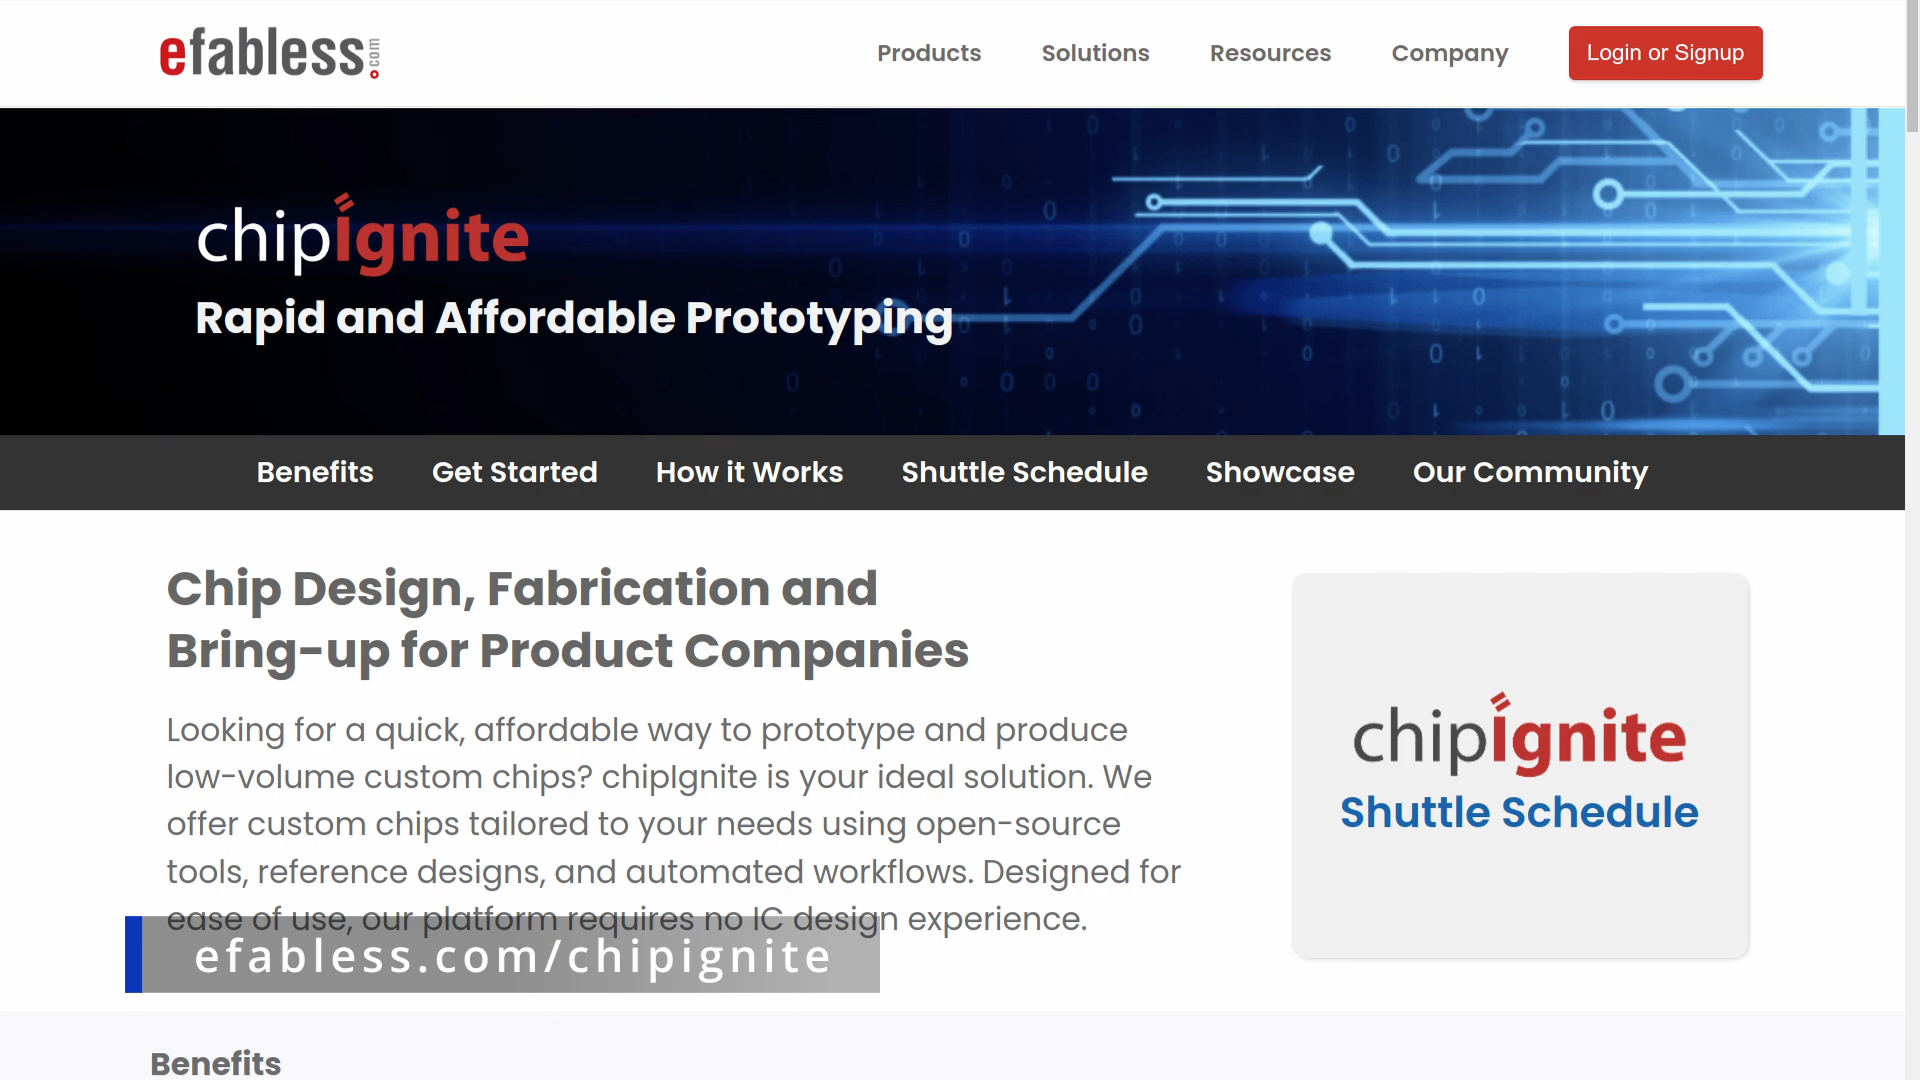 efabless.com
Products
Solutions
Resources
Company
Login or Signup
chipIgnite
Rapid and Affordable Prototyping
Benefits
Get Started
How it Works
Shuttle Schedule
Showcase
Our Community
Chip Design, Fabrication and
Bring-up for Product Companies
Looking for a quick, affordable way to prototype and produce
low-volume custom chips? chipIgnite is your ideal solution. We
offer custom chips tailored to your needs using open-source
tools, reference designs, and automated workflows. Designed for
ease of use, our platform requires no IC design experience.
chipIgnite
Shuttle Schedule
efabless.com/chipignite
Benefits